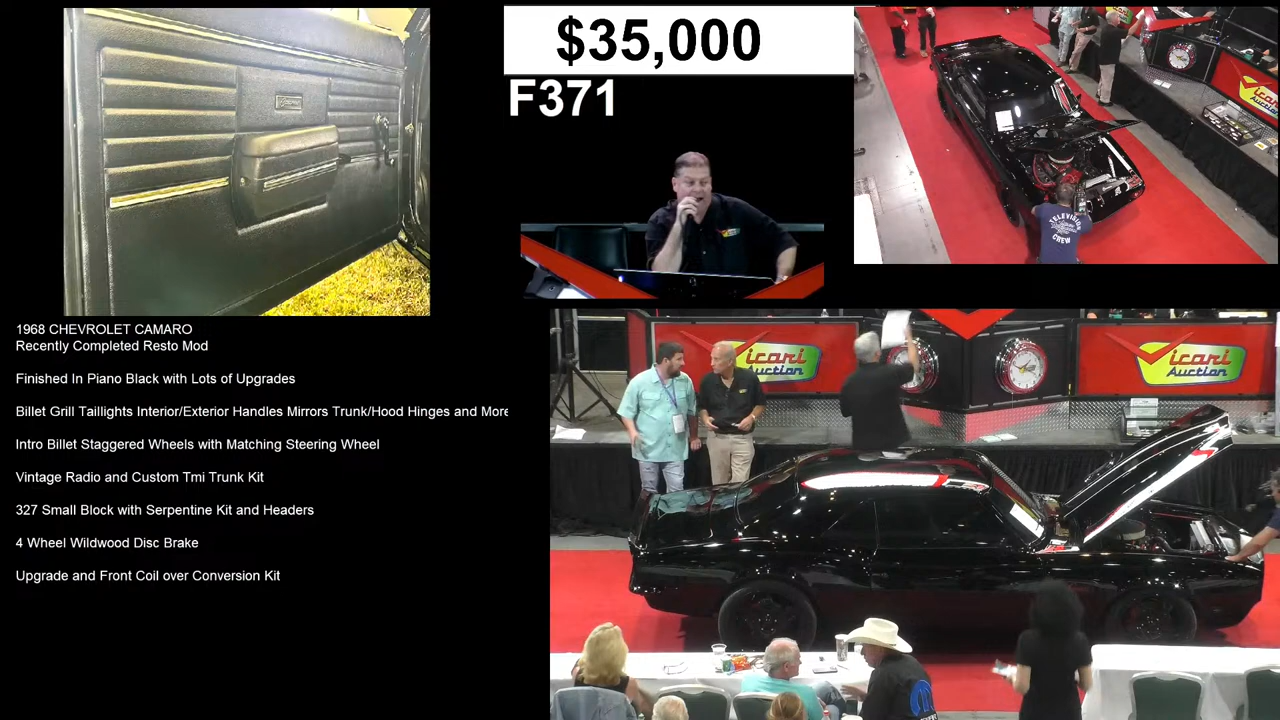 $35,000
F371
Vicari
Auction
TELEVISION
CREW
1968 CHEVROLET CAMARO
Recently Completed Resto Mod
Finished In Piano Black with Lots of Upgrades
Billet Grill Taillights Interior/Exterior Handles Mirrors Trunk/Hood Hinges and More
Intro Billet Staggered Wheels with Matching Steering Wheel
Vintage Radio and Custom Tmi Trunk Kit
327 Small Block with Serpentine Kit and Headers
4 Wheel Wildwood Disc Brake
Upgrade and Front Coil over Conversion Kit
Vicari
Auction
Vicari
Auction